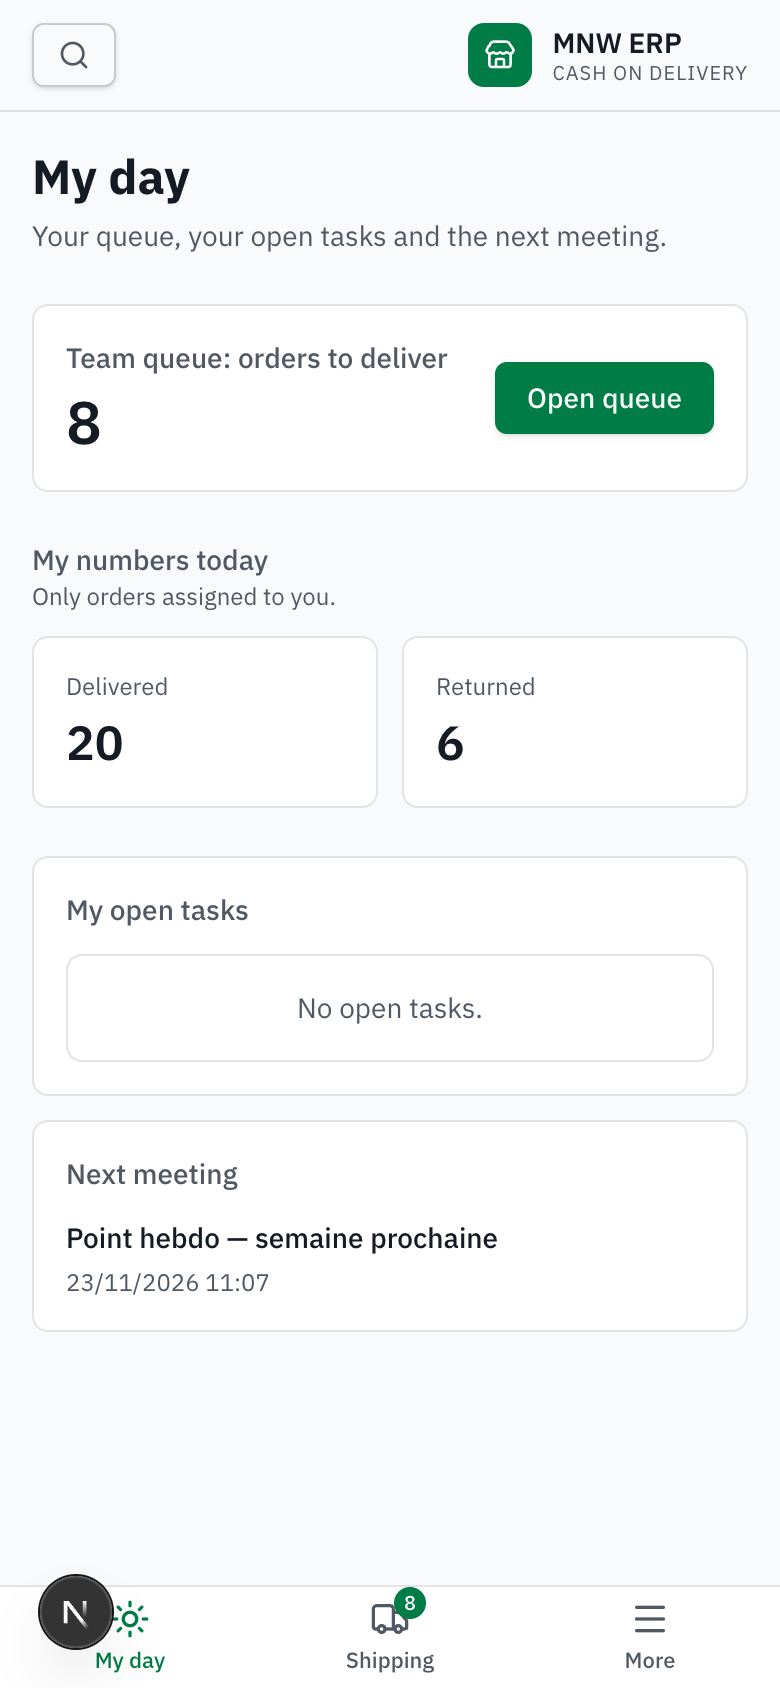 MNW ERP
CASH ON DELIVERY
My day
Your queue, your open tasks and the next meeting.
Team queue: orders to deliver
8
Open queue
My numbers today
Only orders assigned to you.
Delivered
20
Returned
6
My open tasks
No open tasks.
Next meeting
Point hebdo — semaine prochaine
23/11/2026 11:07
N
8
My day
Shipping
More